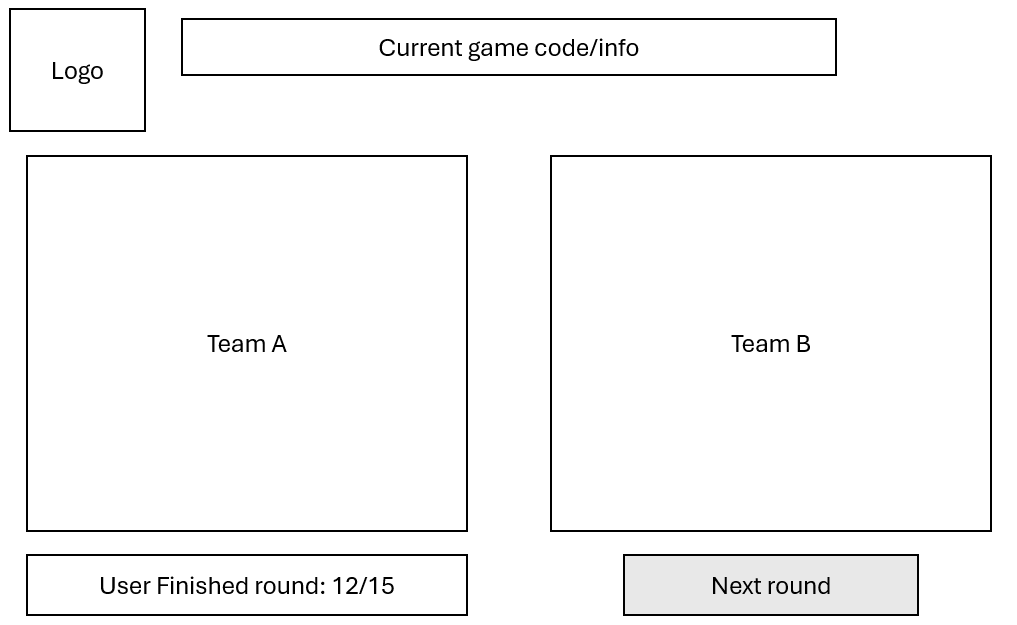 Logo
Current game code/info
Team A
Team B
User Finished round: 12/15
Next round